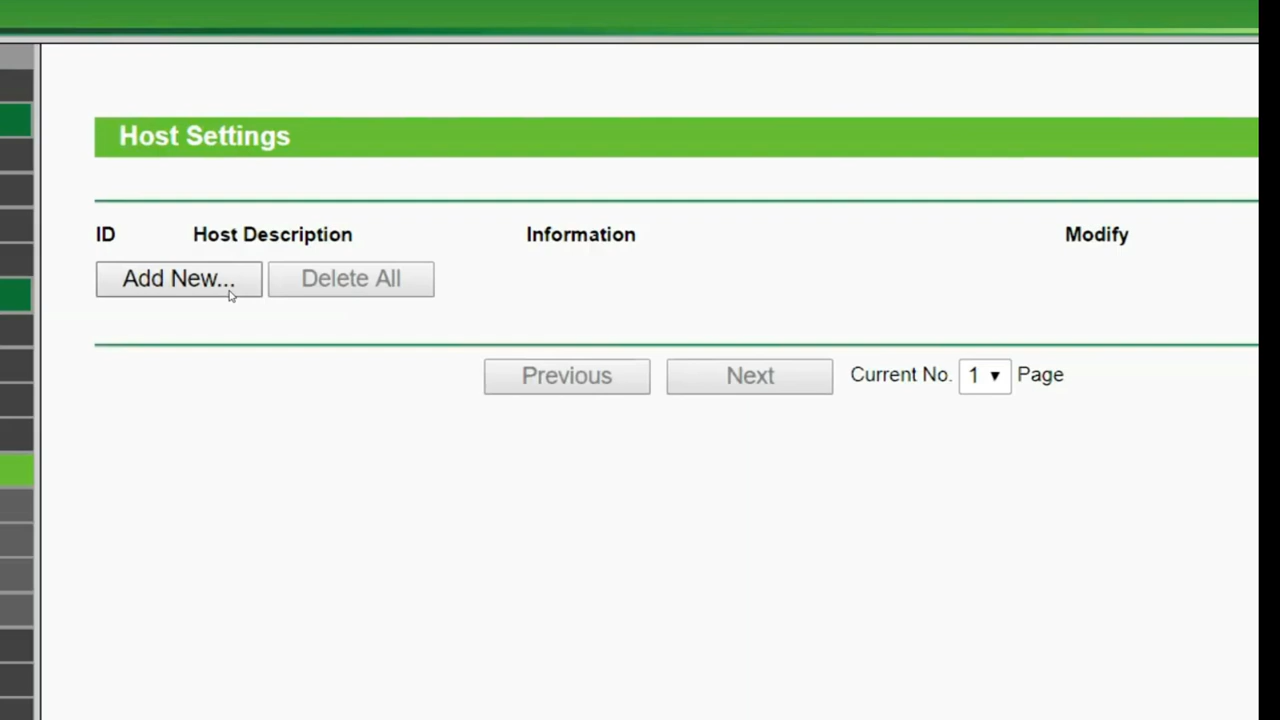 Host Settings
ID Host Description Information Modify
Add New... Delete All
Previous Next Current No. 1 Page